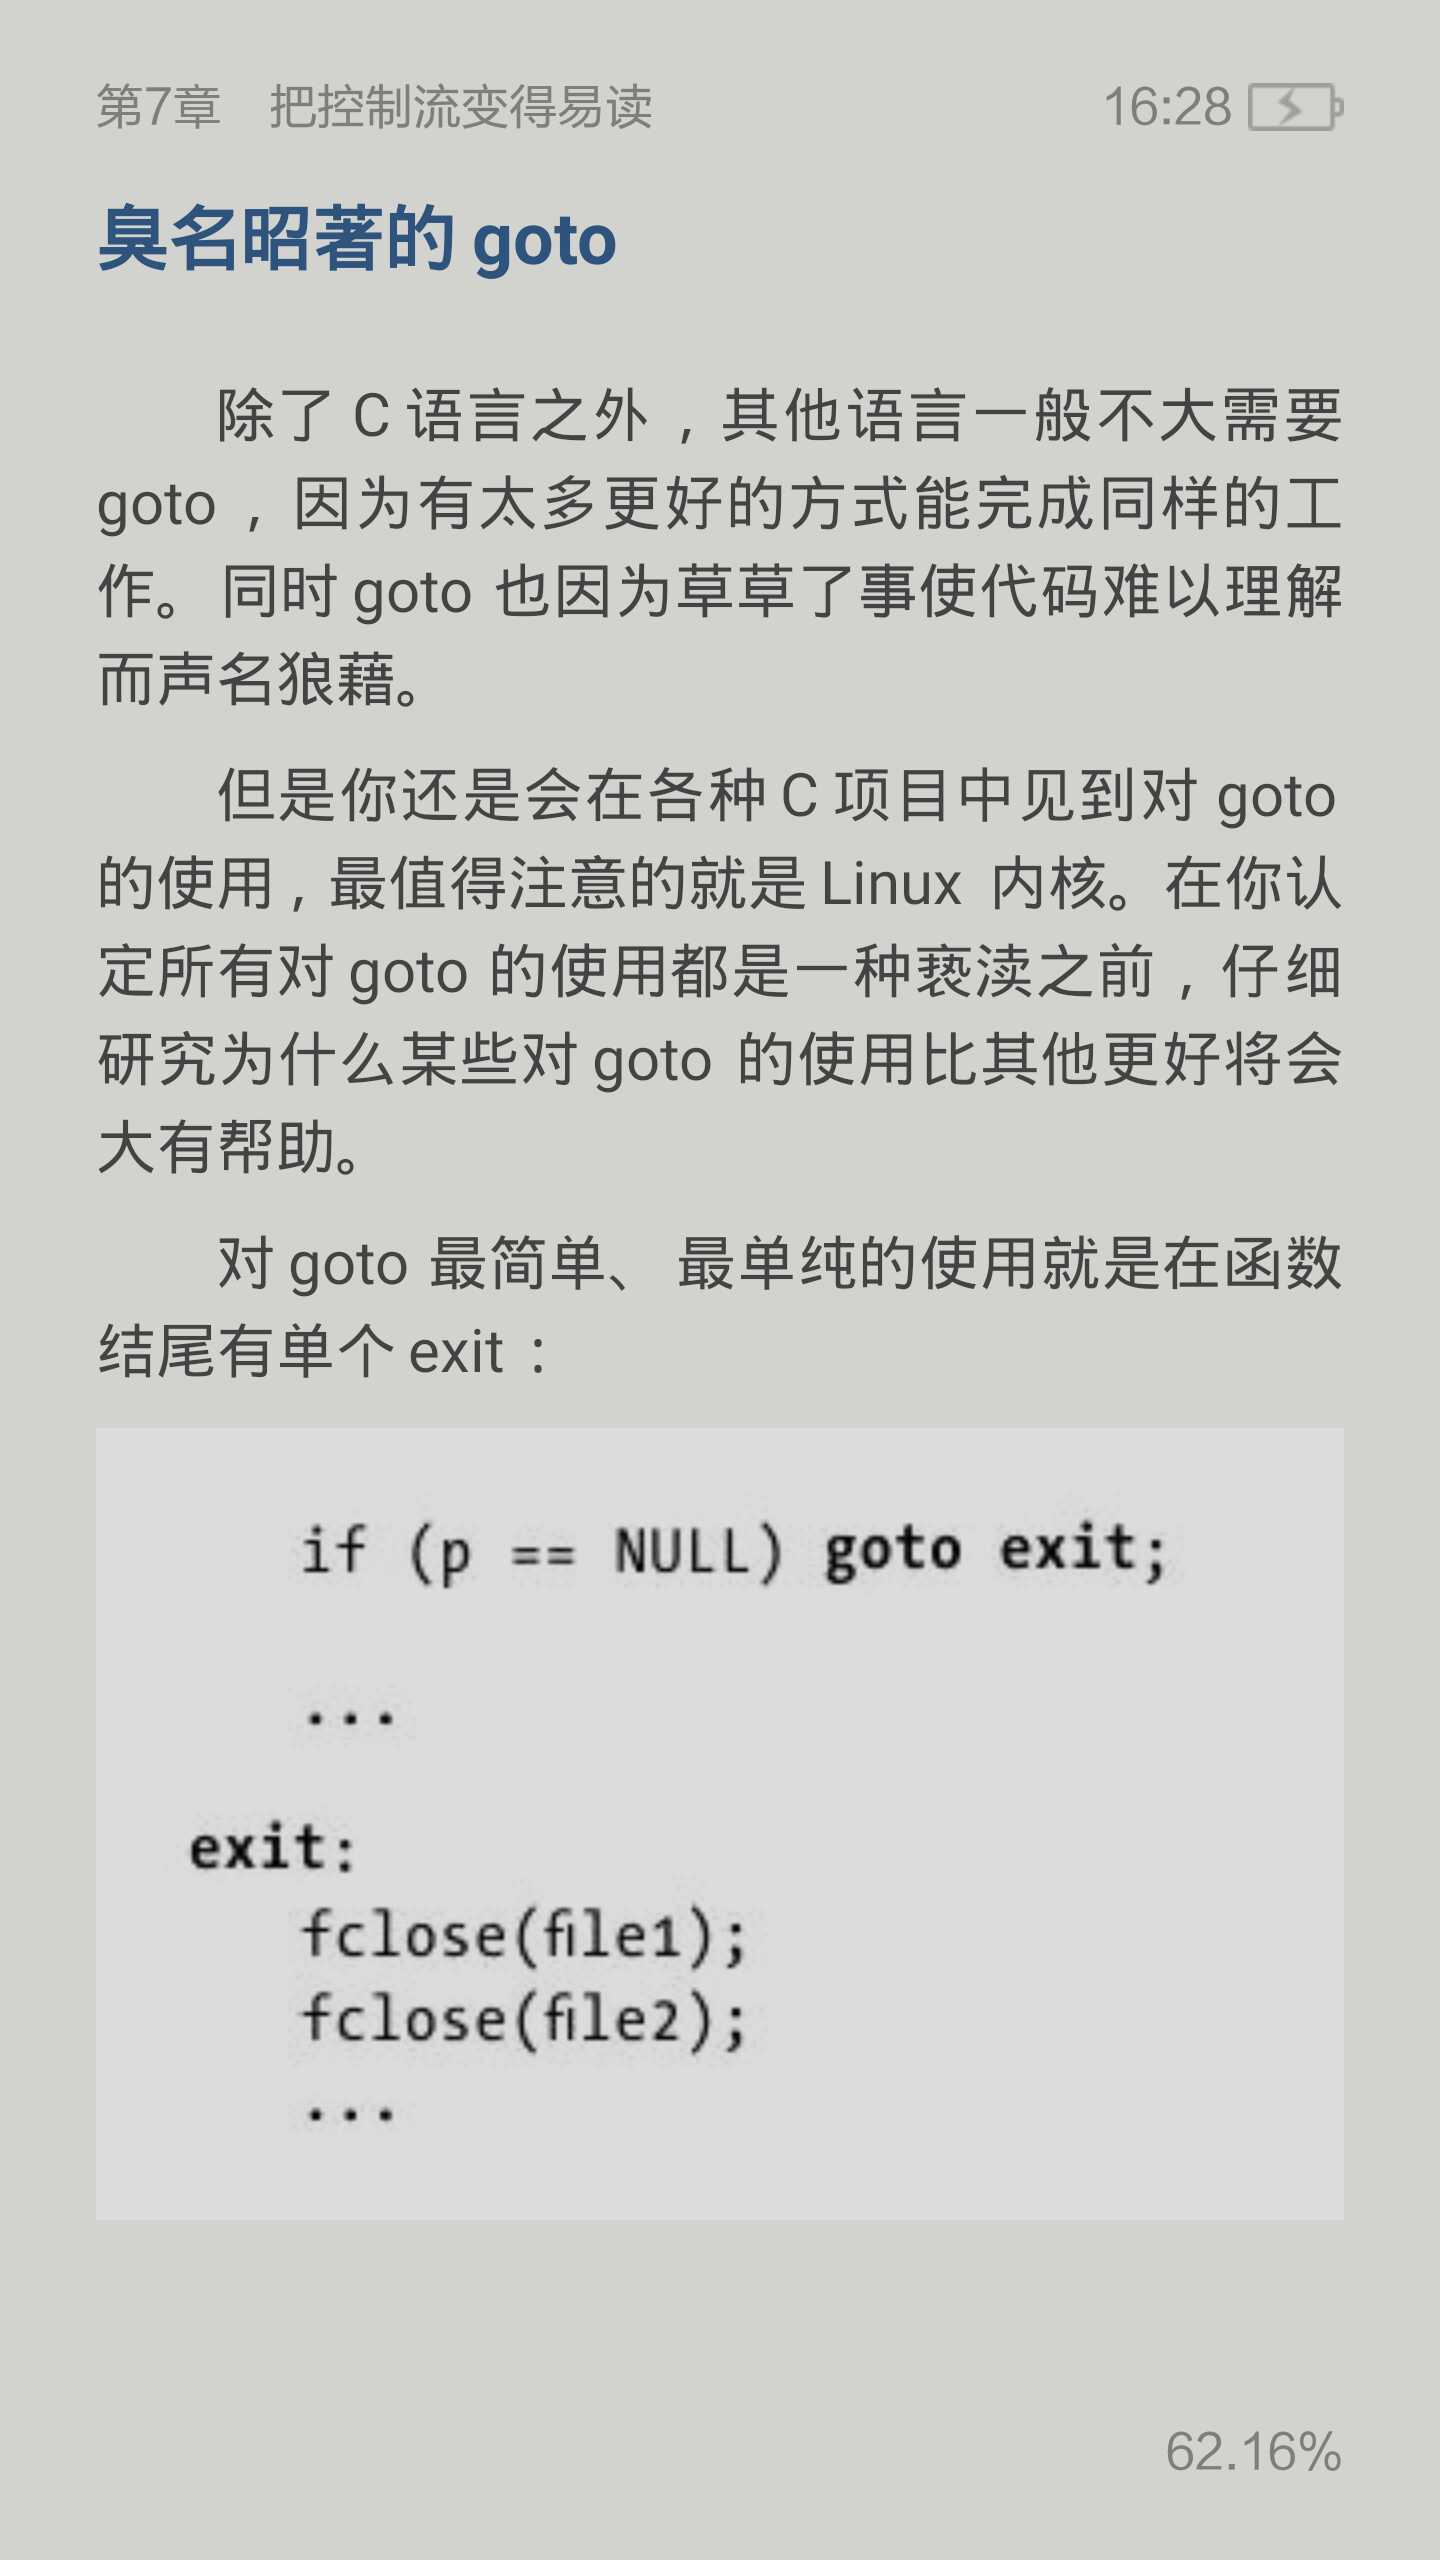 第7章 把控制流变得易读
16:28
臭名昭著的 goto
除了 C 语言之外，其他语言一般不大需要
goto ，因为有太多更好的方式能完成同样的工
作。同时 goto 也因为草草了事使代码难以理解
而声名狼藉。
但是你还是会在各种 C 项目中见到对 goto
的使用，最值得注意的就是 Linux 内核。在你认
定所有对 goto 的使用都是一种亵渎之前，仔细
研究为什么某些对 goto 的使用比其他更好将会
大有帮助。
对 goto 最简单、最单纯的使用就是在函数
结尾有单个 exit ：
if (p == NULL) goto exit;
...
exit:
fclose(file1);
fclose(file2);
...
62.16%